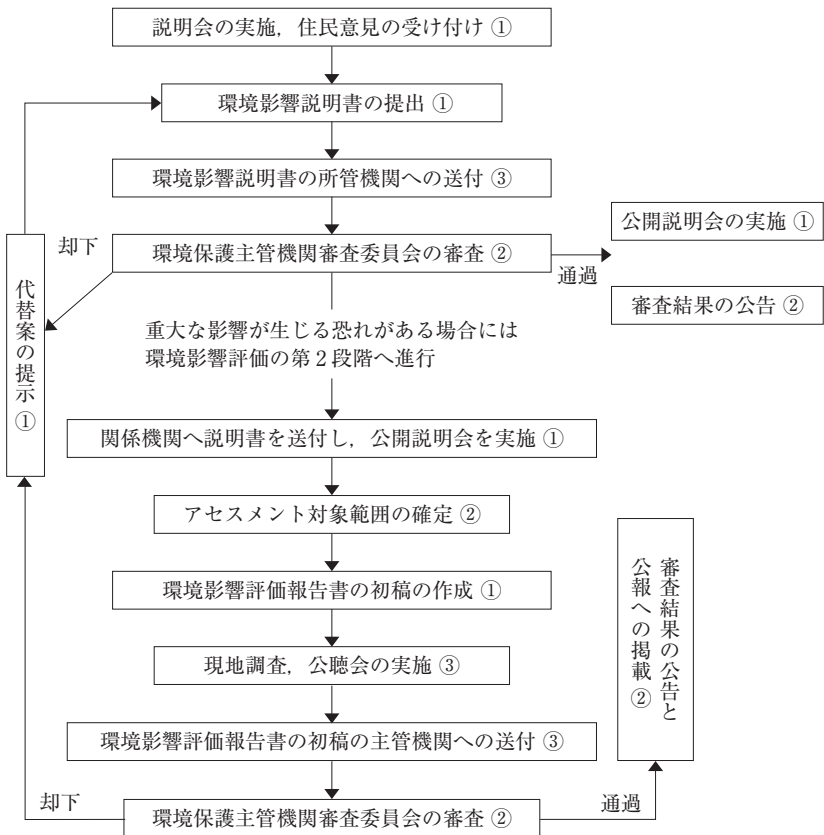 説明会の実施，住民意見の受け付け ①
環境影響説明書の提出 ①
環境影響説明書の所管機関への送付 ③
却下
環境保護主管機関審査委員会の審査 ②
通過
公開説明会の実施 ①
審査結果の公告 ②
代替案の提示 ①
重大な影響が生じる恐れがある場合には
環境影響評価の第２段階へ進行
関係機関へ説明書を送付し，公開説明会を実施 ①
アセスメント対象範囲の確定 ②
環境影響評価報告書の初稿の作成 ①
現地調査，公聴会の実施 ③
環境影響評価報告書の初稿の主管機関への送付 ③
審査結果の公告と
公報への掲載 ②
却下
環境保護主管機関審査委員会の審査 ②
通過